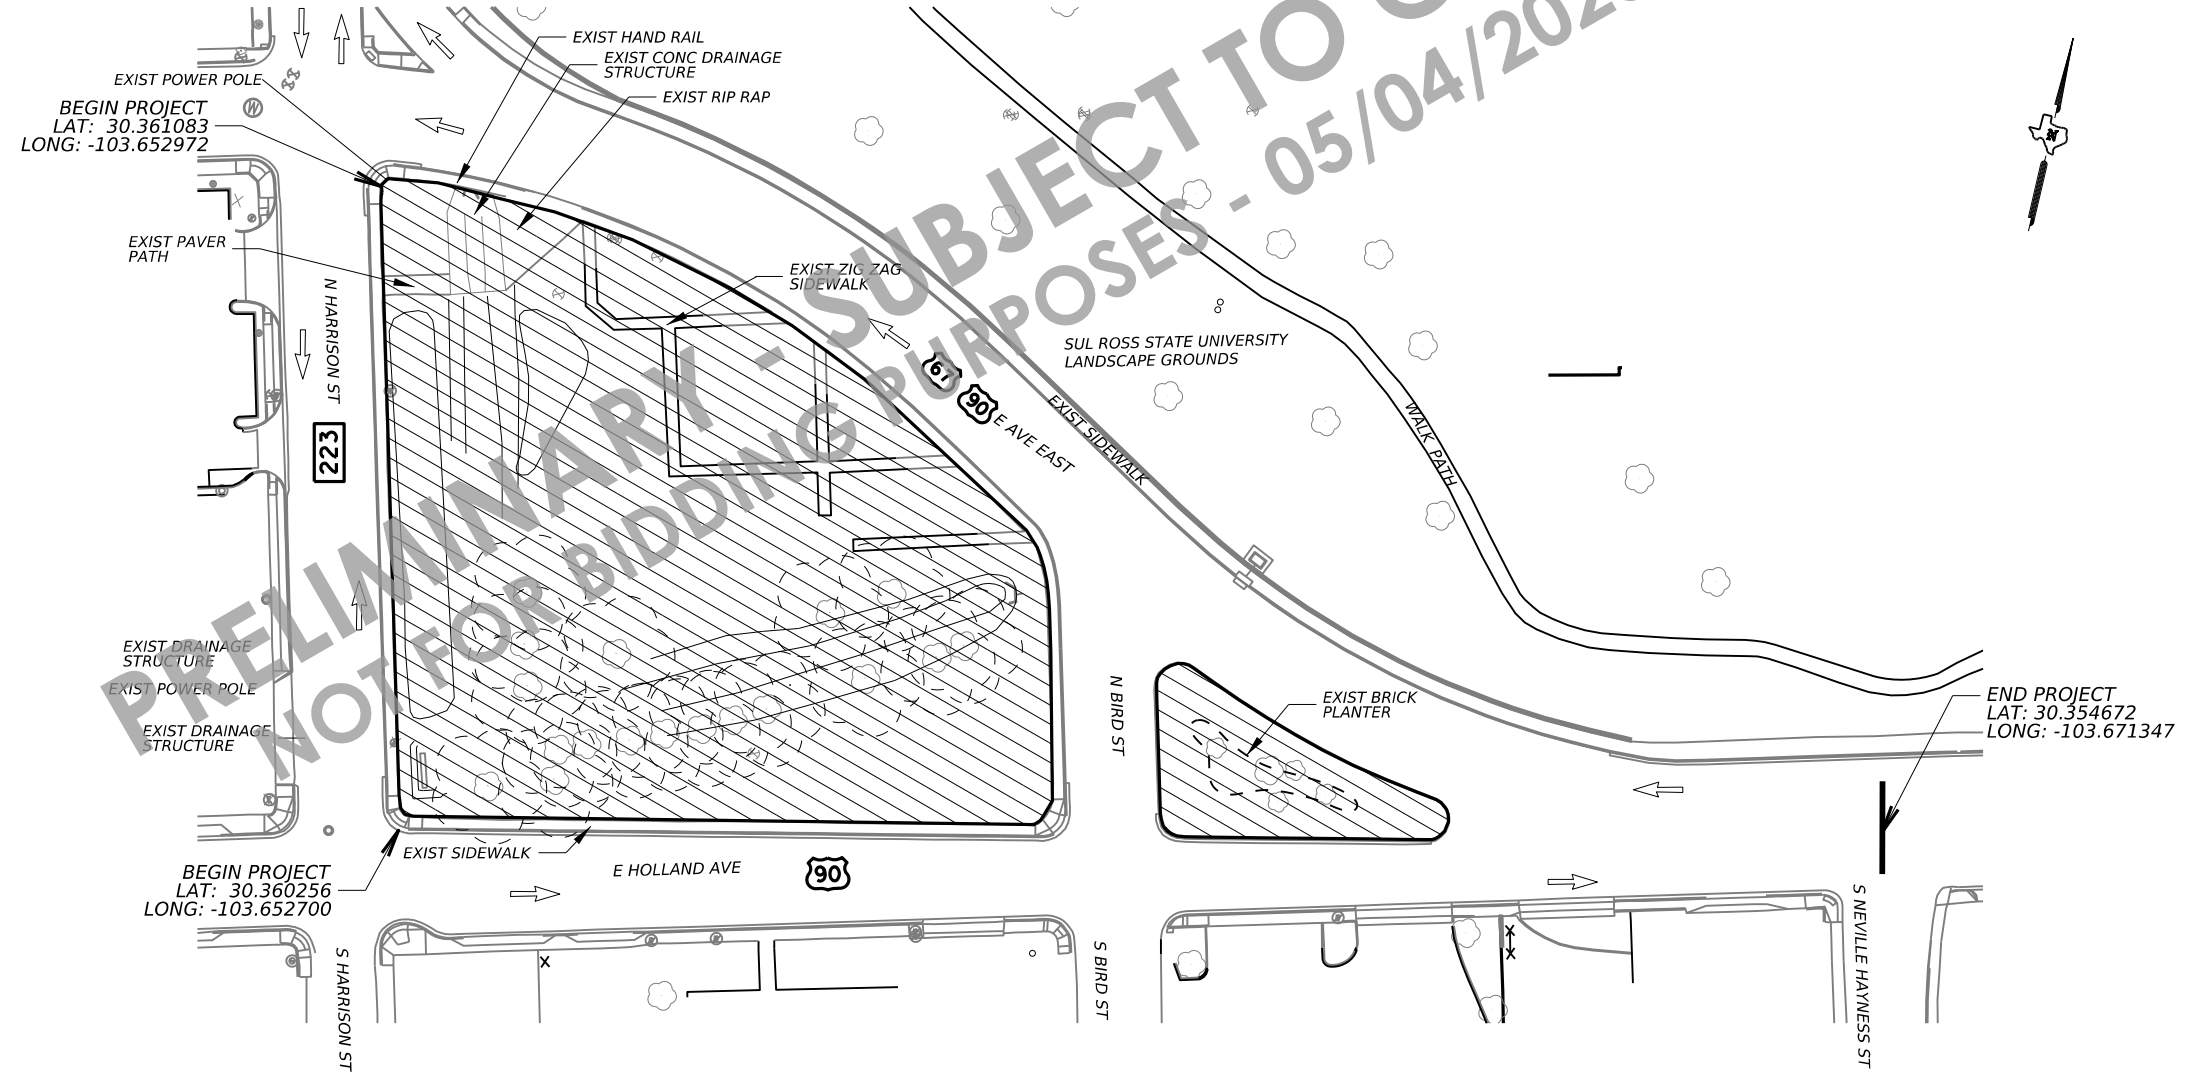 EXIST HAND RAIL
EXIST CONC DRAINAGE
STRUCTURE
EXIST RIP RAP
EXIST POWER POLE
BEGIN PROJECT
LAT: 30.361083
LONG: -103.652972
W
N
EXIST PAVER
PATH
EXIST ZIG ZAG
SIDEWALK
N HARRISON ST
223
SUL ROSS STATE UNIVERSITY
LANDSCAPE GROUNDS
67
90
E AVE EAST
EXIST SIDEWALK
WALK PATH
PRELIMINARY - SUBJECT TO
NOT FOR BIDDING PURPOSES - 05/04/202
EXIST DRAINAGE
STRUCTURE
EXIST POWER POLE
EXIST DRAINAGE
STRUCTURE
N BIRD ST
EXIST BRICK
PLANTER
END PROJECT
LAT: 30.354672
LONG: -103.671347
EXIST SIDEWALK
BEGIN PROJECT
LAT: 30.360256
LONG: -103.652700
E HOLLAND AVE
90
S HARRISON ST
X
S BIRD ST
X
X
S NEVILLE HAYNESS ST